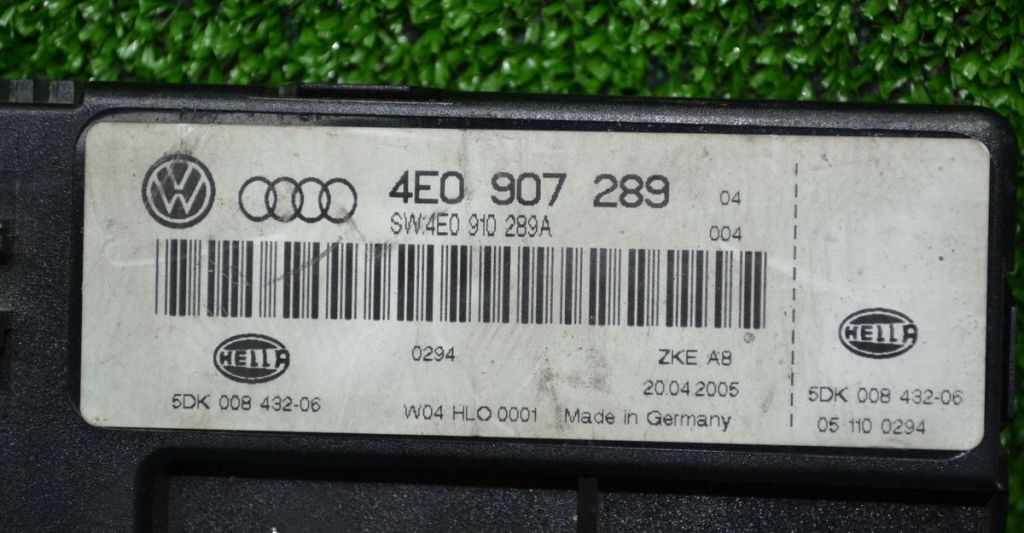 4E0 907 289 04
SW:4E0 910 289A 004
HELLA
0294 ZKE A8
20.04.2005
5DK 008 432-06
W04 HLO 0001 Made in Germany
HELLA
5DK 008 432-06
05 110 0294